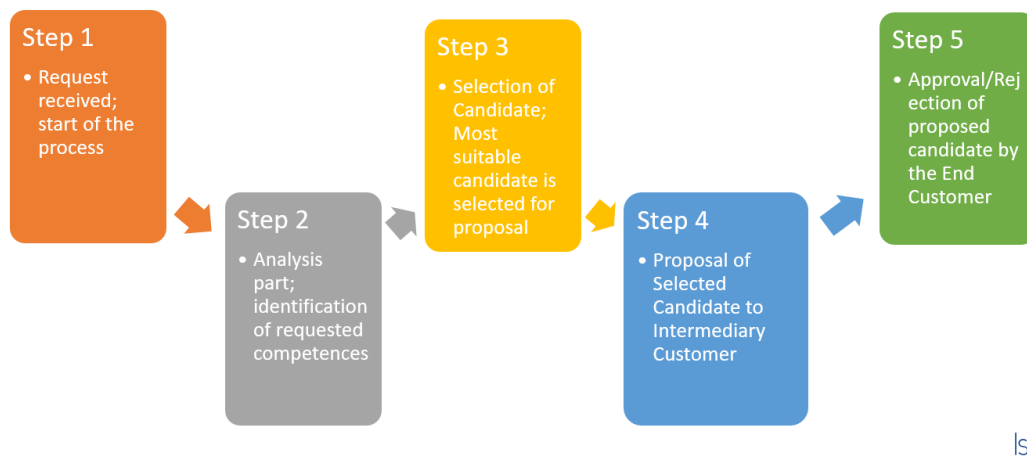 Step 1
• Request
received;
start of the
process
Step 2
• Analysis
part;
identification
of requested
competences
Step 3
• Selection of
Candidate;
Most
suitable
candidate is
selected for
proposal
Step 4
• Proposal of
Selected
Candidate to
Intermediary
Customer
Step 5
• Approval/Rej
ection of
proposed
candidate by
the End
Customer